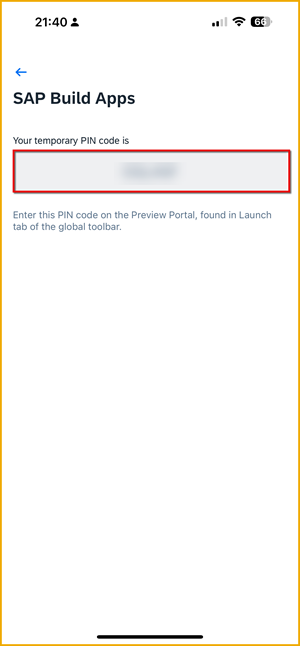 21:40
66
SAP Build Apps
Your temporary PIN code is
Enter this PIN code on the Preview Portal, found in Launch
tab of the global toolbar.